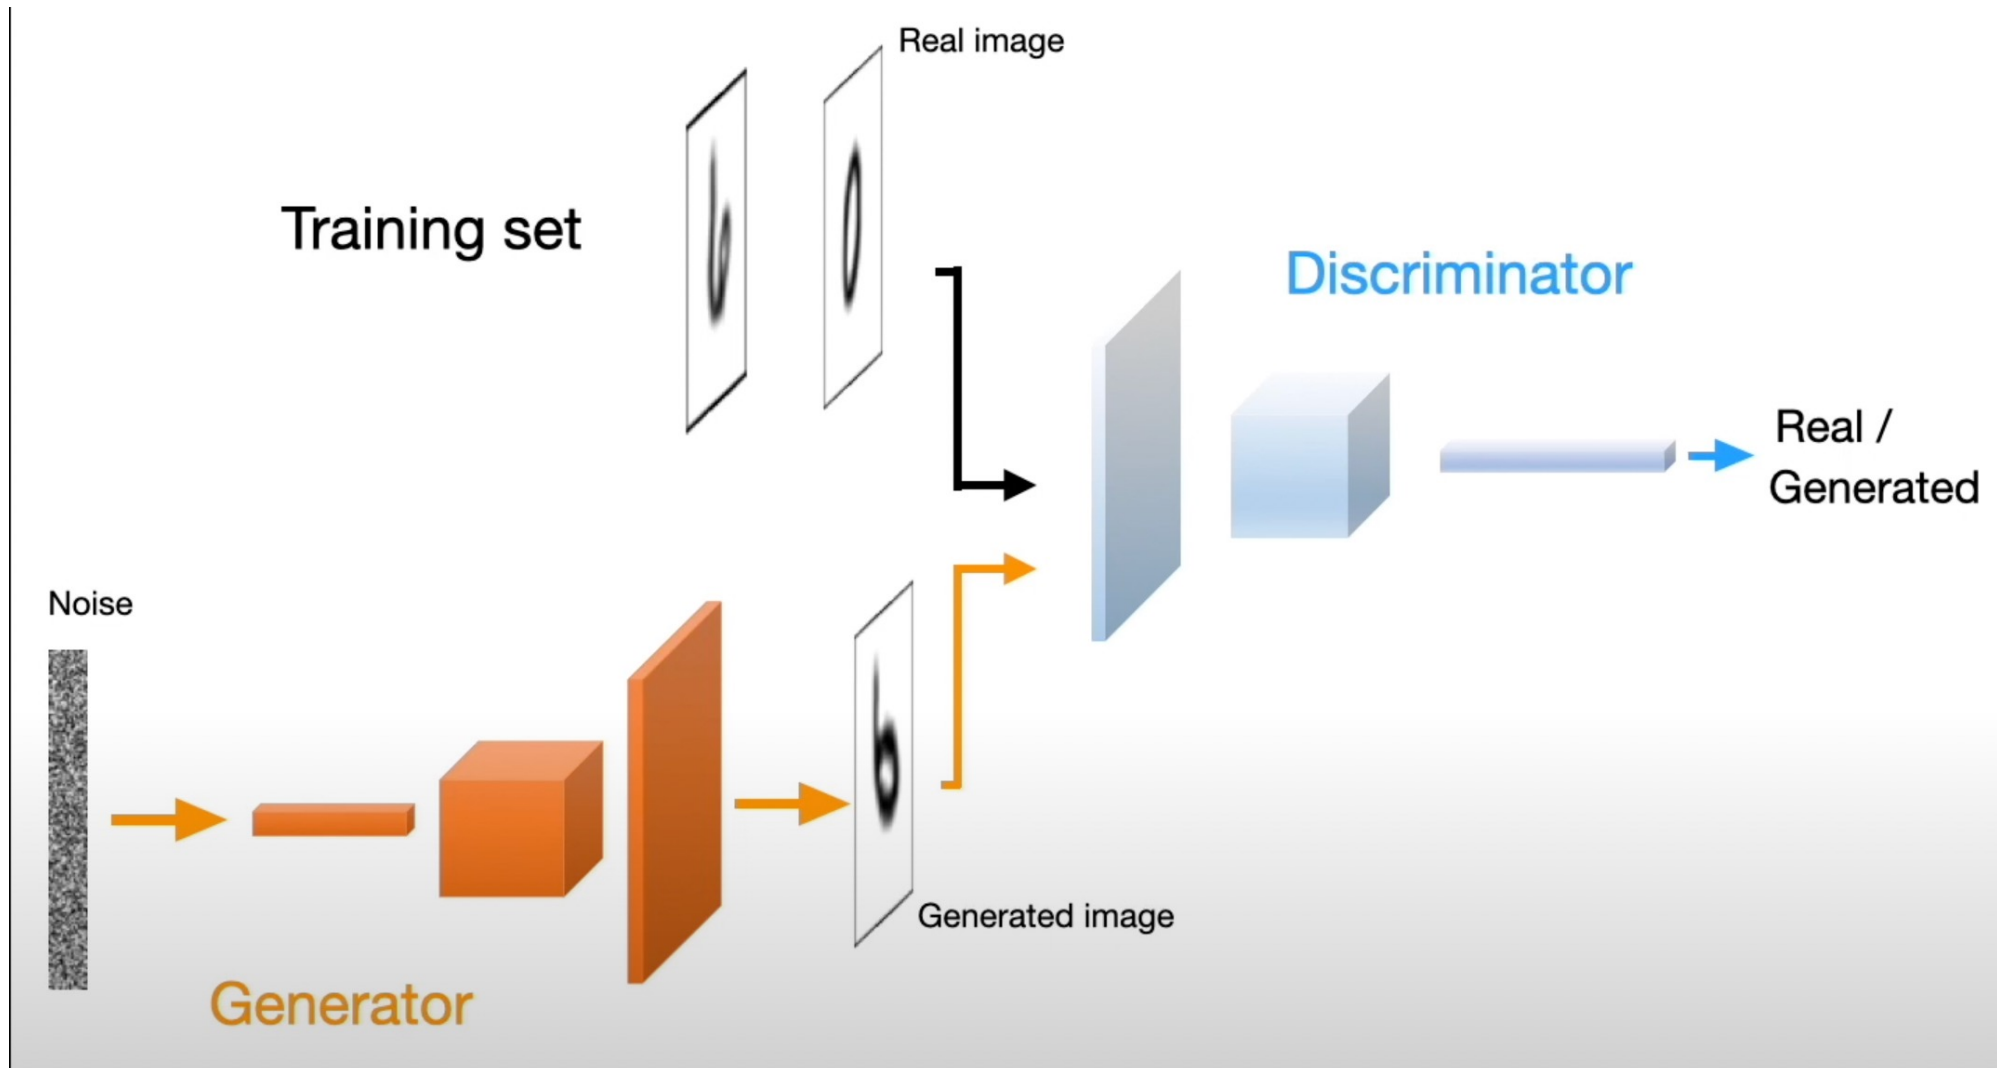 Real image
Training set
Discriminator
Real /
Generated
Noise
Generated image
Generator